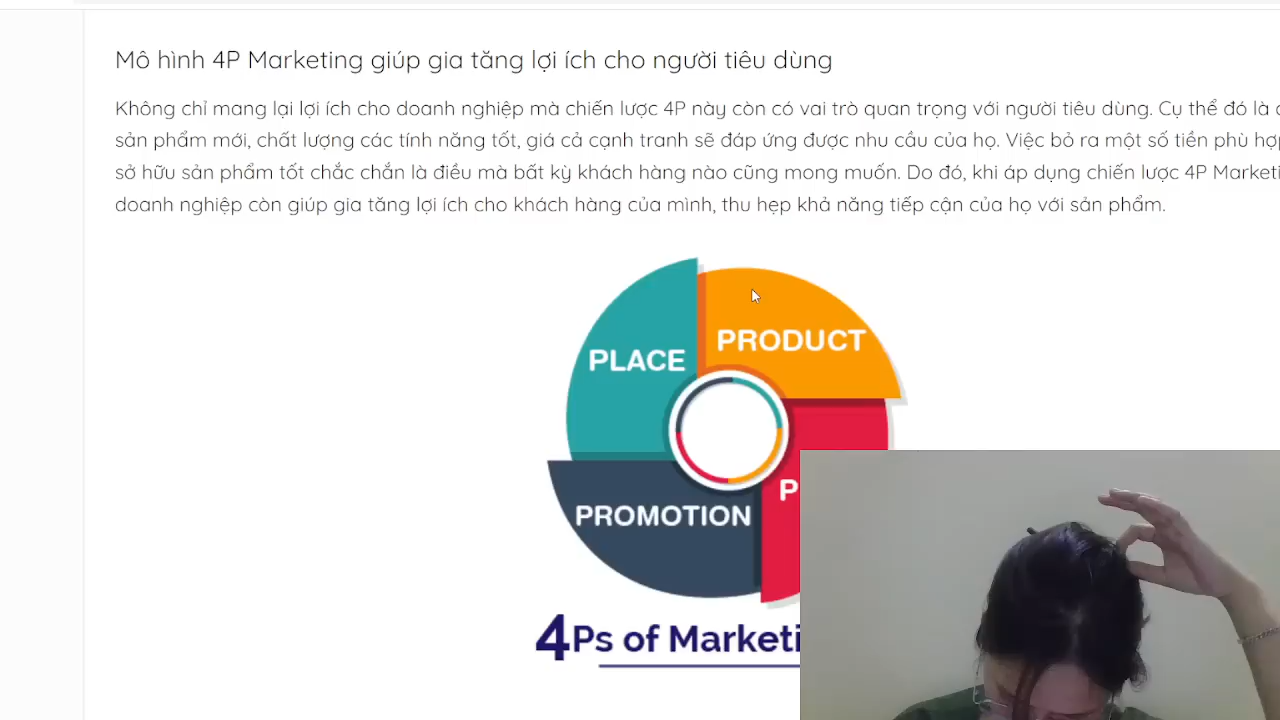 Mô hình 4P Marketing giúp gia tăng lợi ích cho người tiêu dùng
Không chỉ mang lại lợi ích cho doanh nghiệp mà chiến lược 4P này còn có vai trò quan trọng với người tiêu dùng. Cụ thể đó là
sản phẩm mới, chất lượng các tính năng tốt, giá cả cạnh tranh sẽ đáp ứng được nhu cầu của họ. Việc bỏ ra một số tiền phù
sở hữu sản phẩm tốt chắc chắn là điều mà bất kỳ khách hàng nào cũng mong muốn. Do đó, khi áp dụng chiến lược 4P
doanh nghiệp còn giúp gia tăng lợi ích cho khách hàng của mình, thu hẹp khả năng tiếp cận của họ với sản phẩm.
PRODUCT
PLACE
PROMOTION
4Ps of